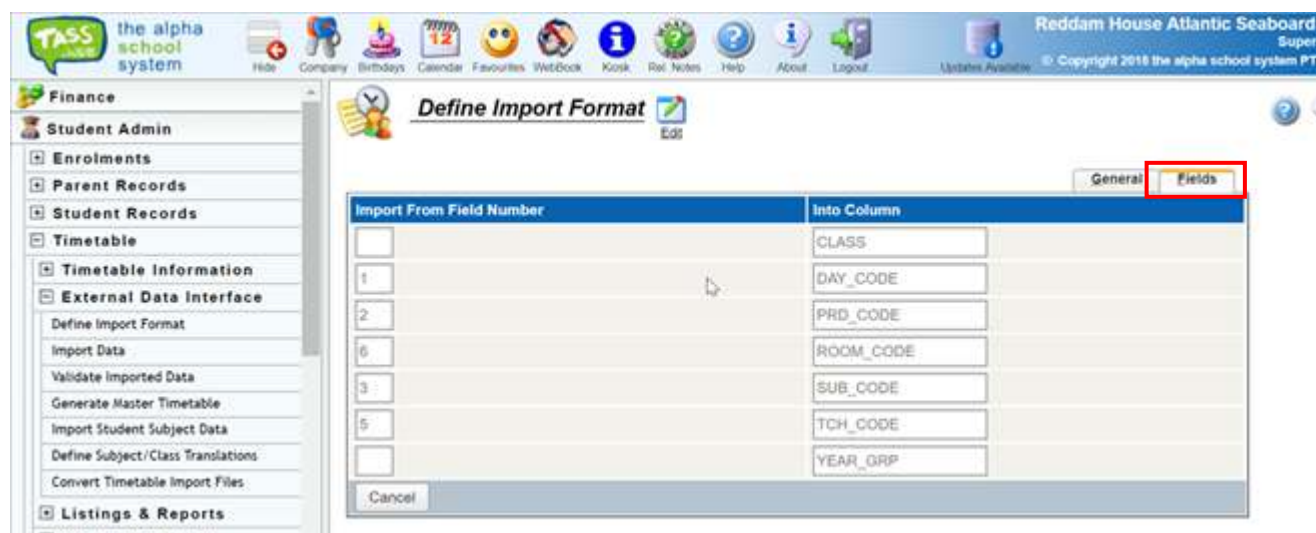 TASS
the alpha
school
system
Hide
Company
Birthdays
12
Calendar
Favourites
WebBook
Kiosk
Rel. Notes
Help
About
Logout
Updates Available
Reddam House Atlantic Seaboard
Super
© Copyright 2018 the alpha school system PT
Finance
Student Admin
Enrolments
Parent Records
Student Records
Timetable
Timetable Information
External Data Interface
Define Import Format
Import Data
Validate Imported Data
Generate Master Timetable
Import Student Subject Data
Define Subject/Class Translations
Convert Timetable Import Files
Listings & Reports
Define Import Format
Edit
General Fields
Import From Field Number Into Column
CLASS
1 DAY_CODE
2 PRD_CODE
6 ROOM_CODE
3 SUB_CODE
5 TCH_CODE
YEAR_GRP
Cancel